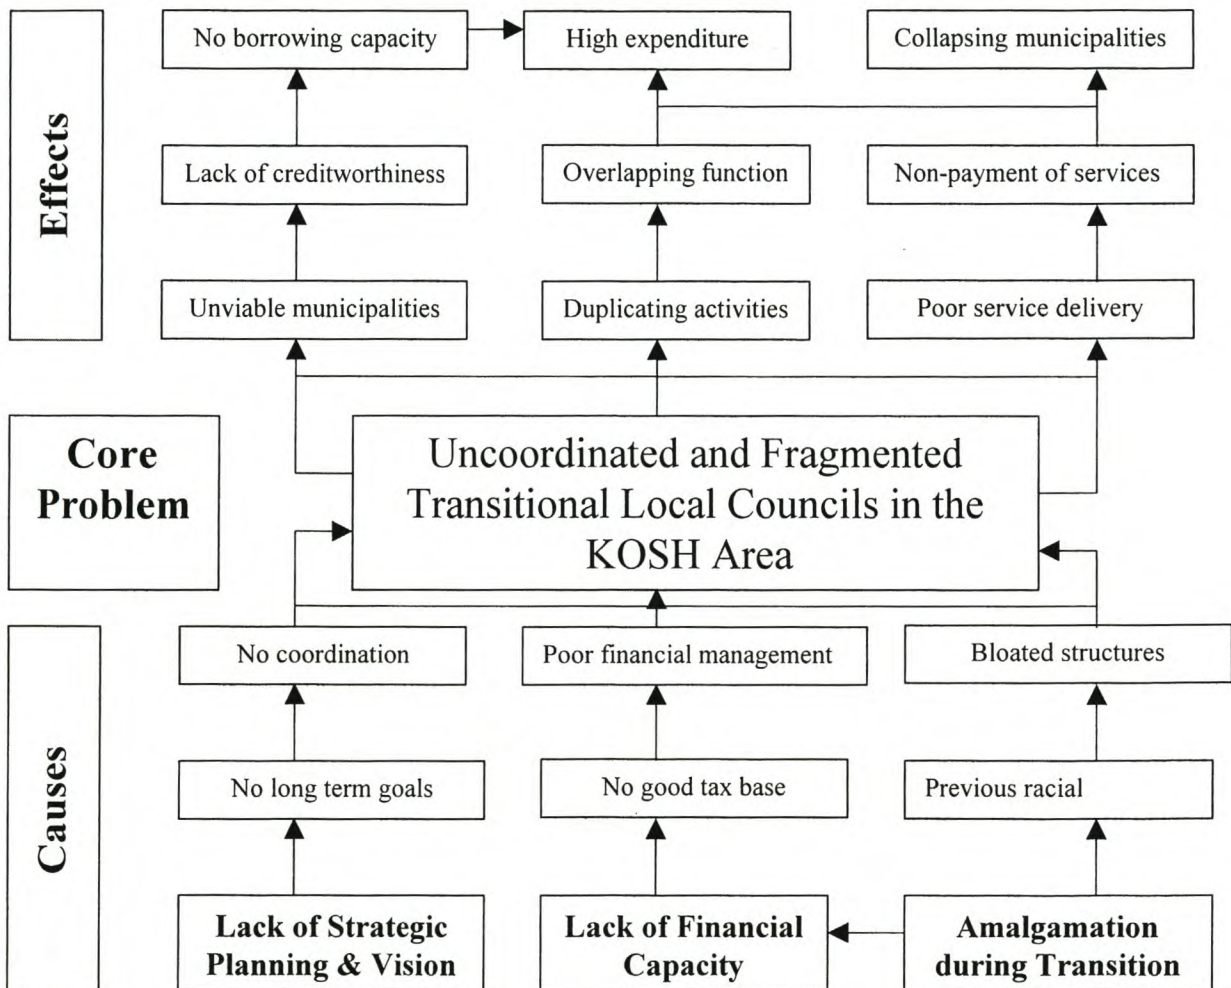 Effects
No borrowing capacity
High expenditure
Collapsing municipalities
Lack of creditworthiness
Overlapping function
Non-payment of services
Unviable municipalities
Duplicating activities
Poor service delivery
Core
Problem
Uncoordinated and Fragmented
Transitional Local Councils in the
KOSH Area
Causes
No coordination
Poor financial management
Bloated structures
No long term goals
No good tax base
Previous racial
Lack of Strategic
Planning & Vision
Lack of Financial
Capacity
Amalgamation
during Transition